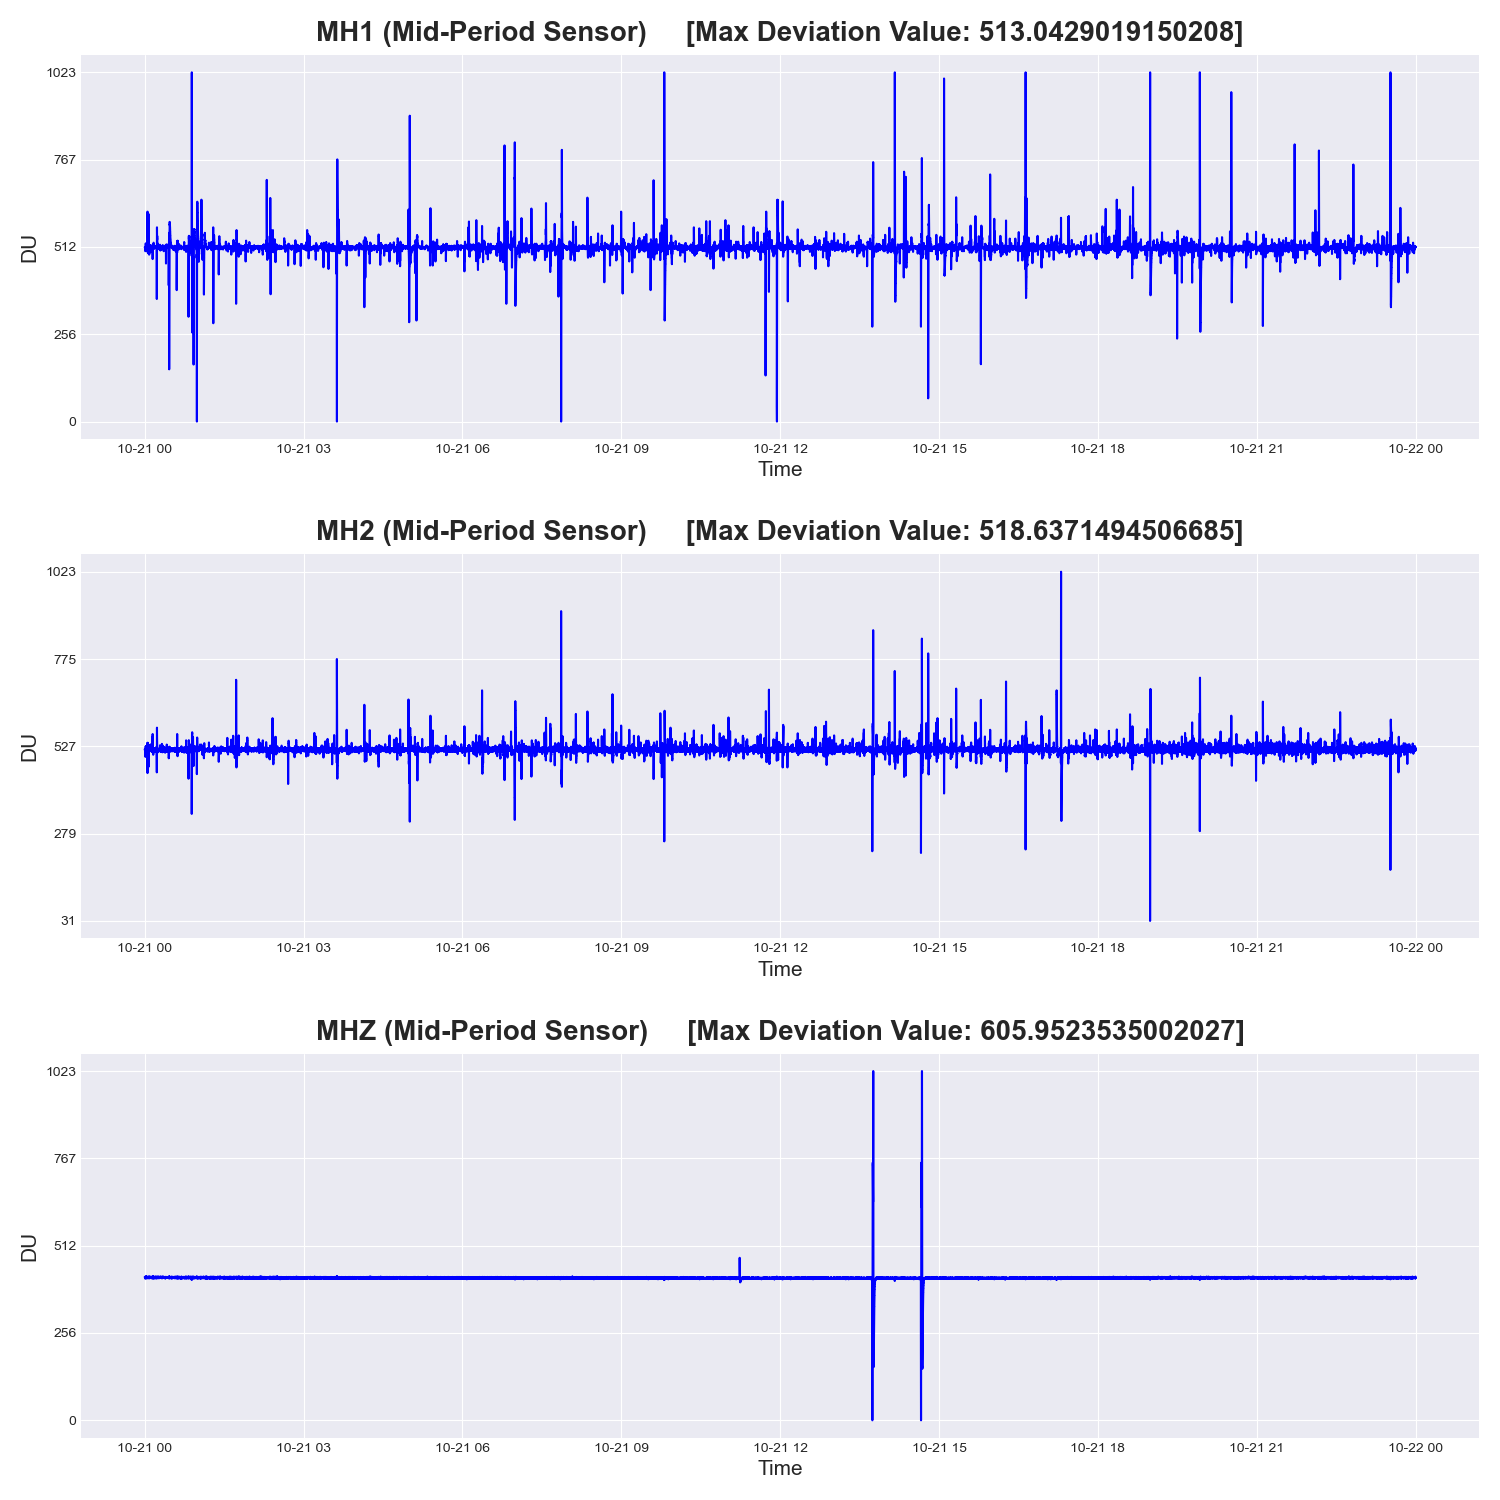 MH1 (Mid-Period Sensor) [Max Deviation Value: 513.0429019150208]
1023
767
512
256
0
DU
10-21 00 10-21 03 10-21 06 10-21 09 10-21 12 10-21 15 10-21 18 10-21 21 10-22 00
Time
MH2 (Mid-Period Sensor) [Max Deviation Value: 518.6371494506685]
1023
775
527
279
31
DU
10-21 00 10-21 03 10-21 06 10-21 09 10-21 12 10-21 15 10-21 18 10-21 21 10-22 00
Time
MHZ (Mid-Period Sensor) [Max Deviation Value: 605.9523535002027]
1023
767
512
256
0
DU
10-21 00 10-21 03 10-21 06 10-21 09 10-21 12 10-21 15 10-21 18 10-21 21 10-22 00
Time